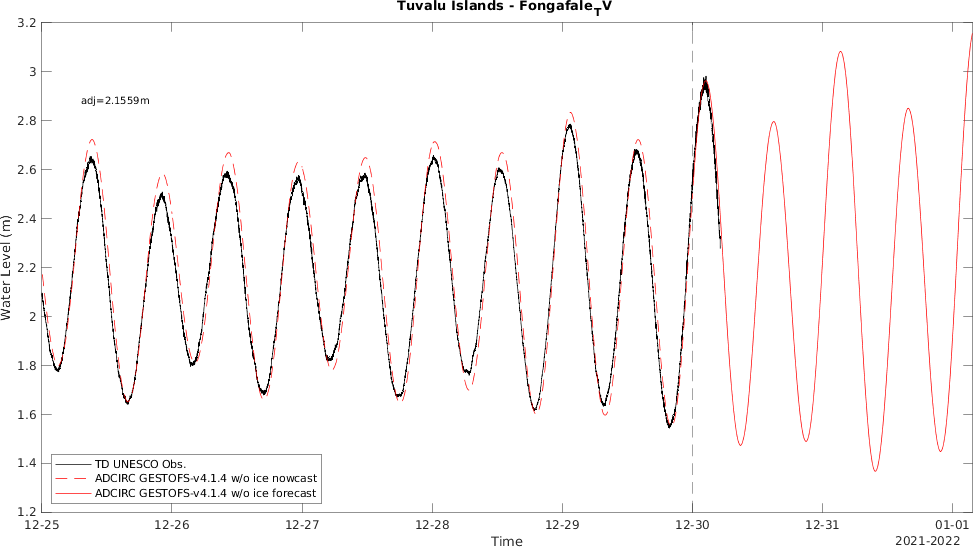 Tuvalu Islands - Fongafale_TV
3.2
3
2.8
2.6
2.4
2.2
2
1.8
1.6
1.4
1.2
Water Level (m)
adj=2.1559m
TD UNESCO Obs.
ADCIRC GESTOFS-v4.1.4 w/o ice nowcast
ADCIRC GESTOFS-v4.1.4 w/o ice forecast
12-25 12-26 12-27 12-28 12-29 12-30 12-31 01-01
Time
2021-2022